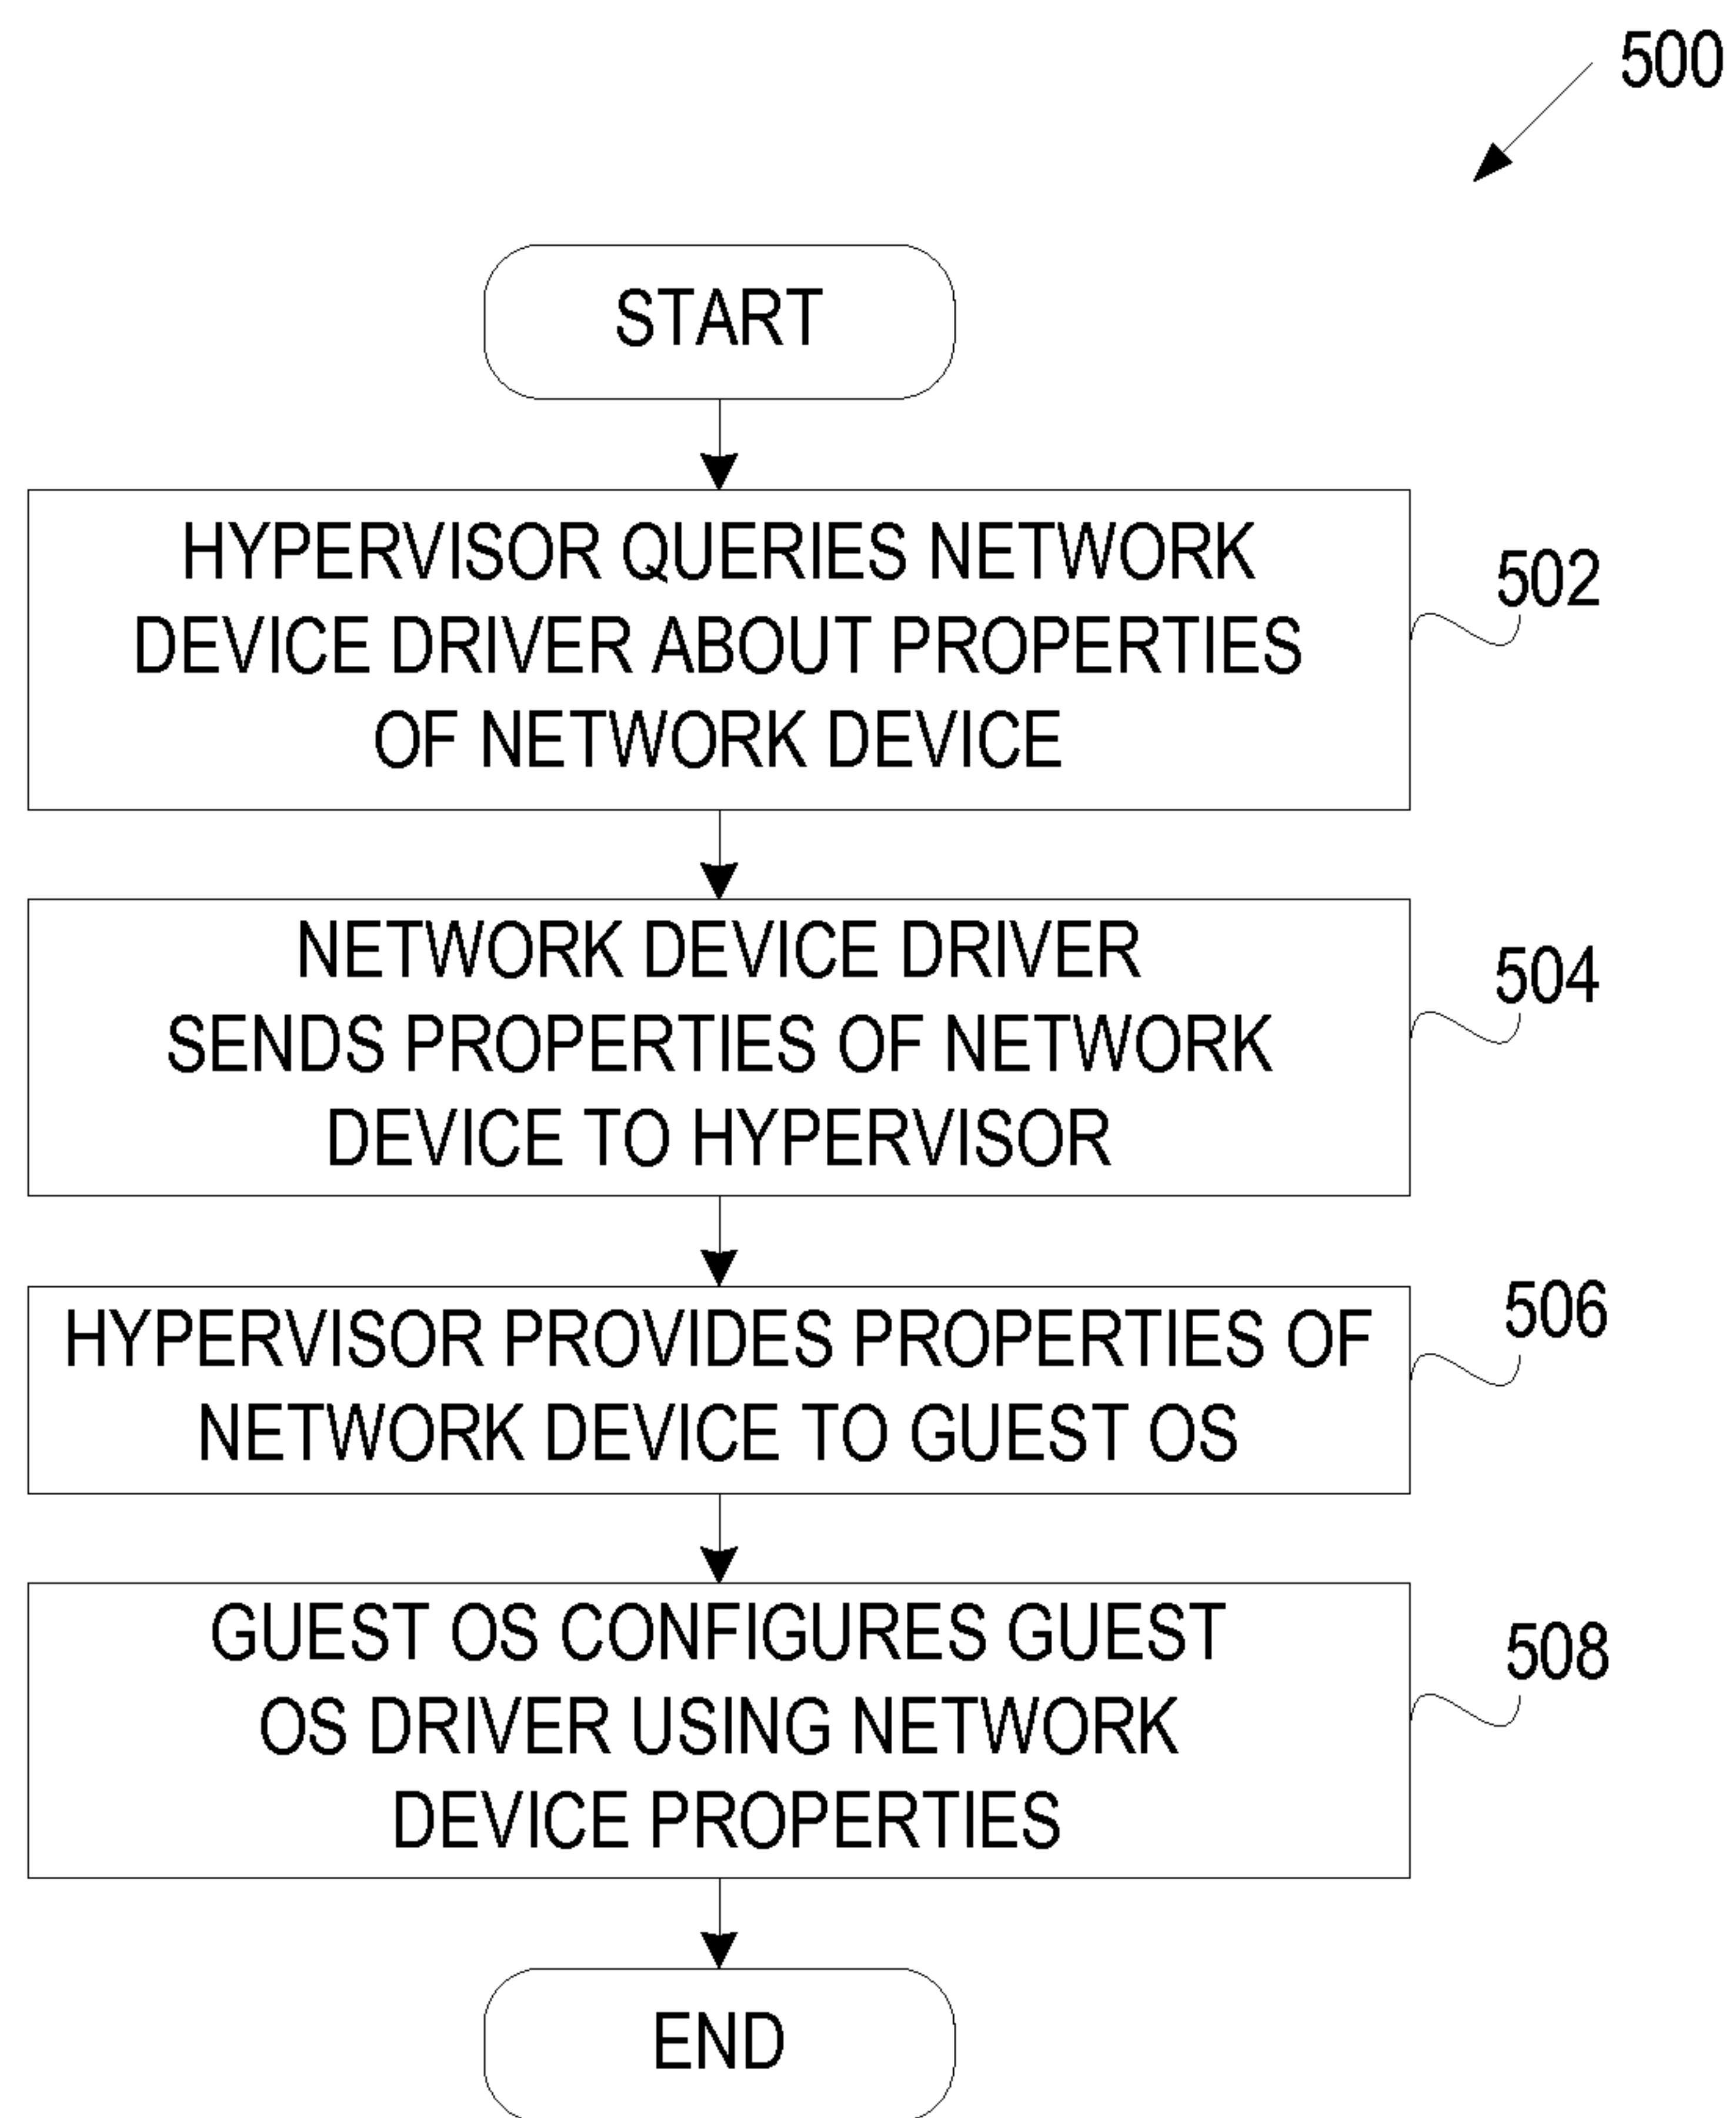 500
START
HYPERVISOR QUERIES NETWORK
DEVICE DRIVER ABOUT PROPERTIES
OF NETWORK DEVICE
502
NETWORK DEVICE DRIVER
SENDS PROPERTIES OF NETWORK
DEVICE TO HYPERVISOR
504
HYPERVISOR PROVIDES PROPERTIES OF
NETWORK DEVICE TO GUEST OS
506
GUEST OS CONFIGURES GUEST
OS DRIVER USING NETWORK
DEVICE PROPERTIES
508
END